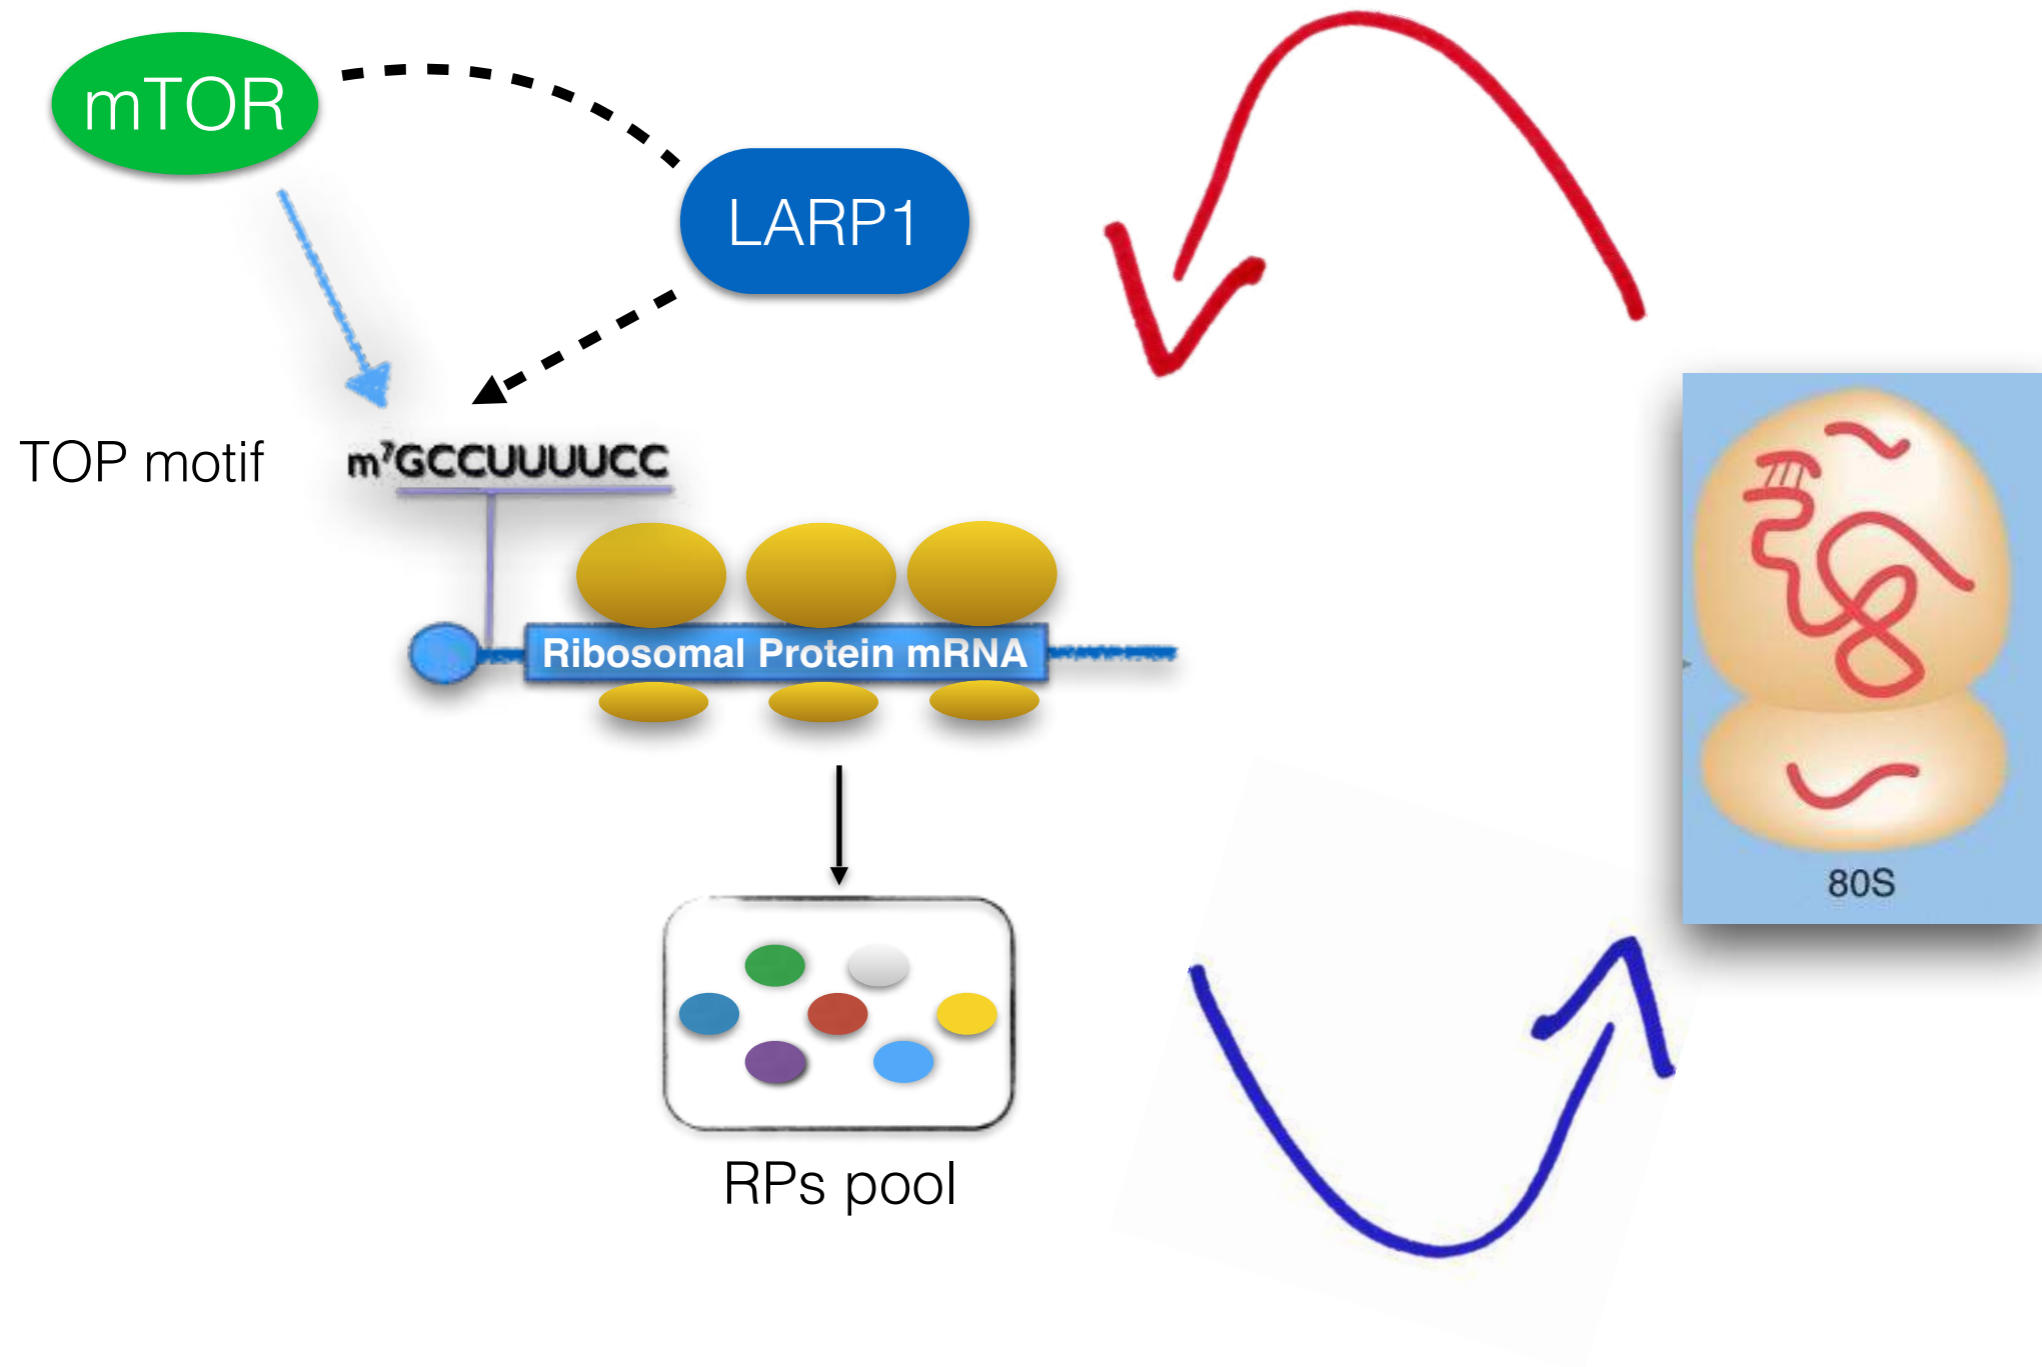 mTOR
LARP1
TOP motif m⁷GCCUUUUCC
Ribosomal Protein mRNA
80S
RPs pool